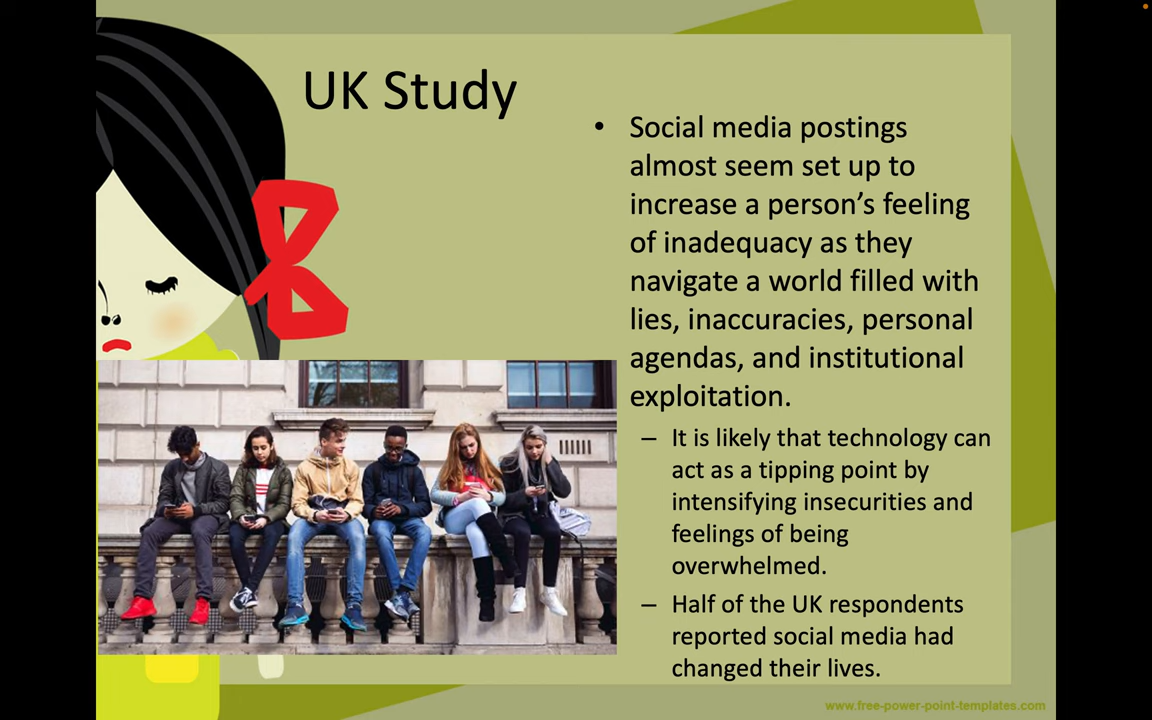 UK Study
• Social media postings
almost seem set up to
increase a person’s feeling
of inadequacy as they
navigate a world filled with
lies, inaccuracies, personal
agendas, and institutional
exploitation.
– It is likely that technology can
act as a tipping point by
intensifying insecurities and
feelings of being
overwhelmed.
– Half of the UK respondents
reported social media had
changed their lives.
www.free-power-point-templates.com